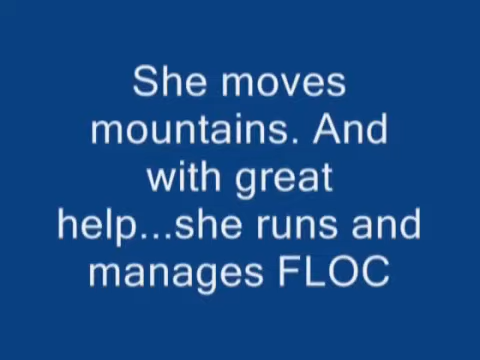 She moves
mountains. And
with great
help...she runs and
manages FLOC